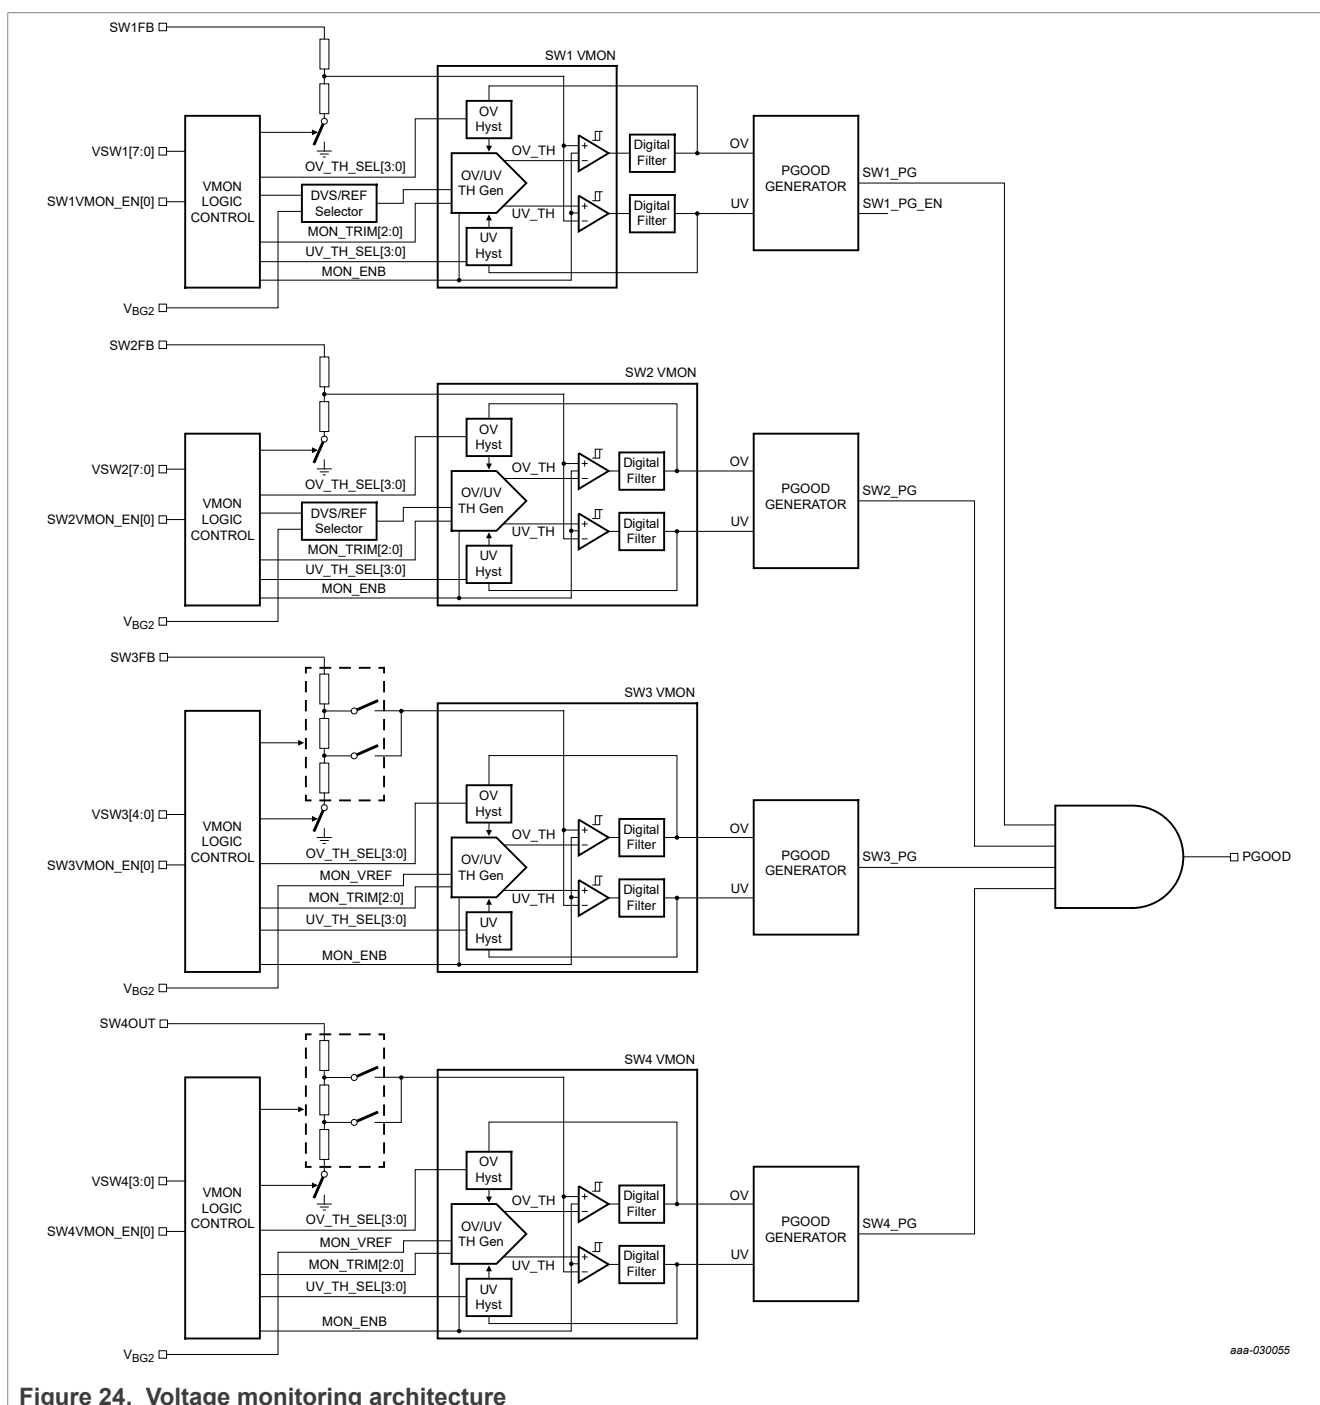 SW1FB
SW1 VMON
VSW1[7:0]
SW1VMON_EN[0]
VMON
LOGIC
CONTROL
OV_TH_SEL[3:0]
DVS/REF
Selector
MON_TRIM[2:0]
UV_TH_SEL[3:0]
MON_ENB
VBG2
OV
Hyst
OV/UV
TH Gen
UV
Hyst
OV_TH
UV_TH
+
−
+
−
Digital
Filter
Digital
Filter
OV
UV
PGOOD
GENERATOR
SW1_PG
SW1_PG_EN
SW2FB
SW2 VMON
VSW2[7:0]
SW2VMON_EN[0]
VMON
LOGIC
CONTROL
OV_TH_SEL[3:0]
DVS/REF
Selector
MON_TRIM[2:0]
UV_TH_SEL[3:0]
MON_ENB
VBG2
OV
Hyst
OV/UV
TH Gen
UV
Hyst
OV_TH
UV_TH
+
−
+
−
Digital
Filter
Digital
Filter
OV
UV
PGOOD
GENERATOR
SW2_PG
SW3FB
SW3 VMON
VSW3[4:0]
SW3VMON_EN[0]
VMON
LOGIC
CONTROL
OV_TH_SEL[3:0]
MON_VREF
MON_TRIM[2:0]
UV_TH_SEL[3:0]
MON_ENB
VBG2
OV
Hyst
OV/UV
TH Gen
UV
Hyst
OV_TH
UV_TH
+
−
+
−
Digital
Filter
Digital
Filter
OV
UV
PGOOD
GENERATOR
SW3_PG
PGOOD
SW4OUT
SW4 VMON
VSW4[3:0]
SW4VMON_EN[0]
VMON
LOGIC
CONTROL
OV_TH_SEL[3:0]
MON_VREF
MON_TRIM[2:0]
UV_TH_SEL[3:0]
MON_ENB
VBG2
OV
Hyst
OV/UV
TH Gen
UV
Hyst
OV_TH
UV_TH
+
−
+
−
Digital
Filter
Digital
Filter
OV
UV
PGOOD
GENERATOR
SW4_PG
aaa-030055
Figure 24. Voltage monitoring architecture